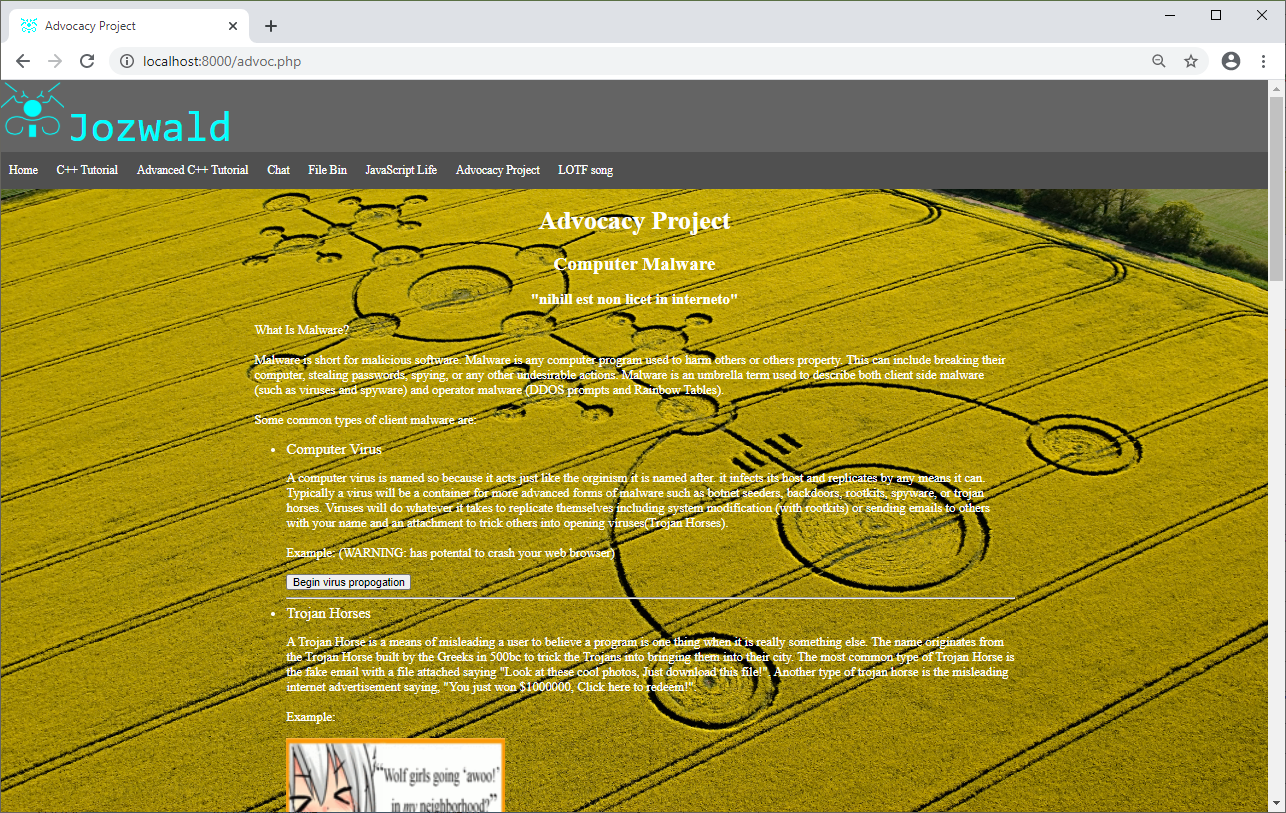 Advocacy Project
localhost:8000/advoc.php
Jozwald
Home C++ Tutorial Advanced C++ Tutorial Chat File Bin JavaScript Life Advocacy Project LOTF song
Advocacy Project
Computer Malware
"nihill est non licet in interneto"
What Is Malware?
Malware is short for malicious software. Malware is any computer program used to harm others or others property. This can include breaking their
computer, stealing passwords, spying, or any other undesirable actions. Malware is an umbrella term used to describe both client side malware
(such as viruses and spyware) and operator malware (DDOS prompts and Rainbow Tables).
Some common types of client malware are:
• Computer Virus
A computer virus is named so because it acts just like the orginism it is named after. it infects its host and replicates by any means it can.
Typically a virus will be a container for more advanced forms of malware such as botnet seeders, backdoors, rootkits, spyware, or trojan
horses. Viruses will do whatever it takes to replicate themselves including system modification (with rootkits) or sending emails to others
with your name and an attachment to trick others into opening viruses(Trojan Horses).
Example: (WARNING: has potental to crash your web browser)
Begin virus propogation
• Trojan Horses
A Trojan Horse is a means of misleading a user to believe a program is one thing when it is really something else. The name originates from
the Trojan Horse built by the Greeks in 500bc to trick the Trojans into bringing them into their city. The most common type of Trojan Horse is
the fake email with a file attached saying "Look at these cool photos, Just download this file!". Another type of trojan horse is the misleading
internet advertisement saying, "You just won $1000000, Click here to redeem!".
Example:
“Wolf girls going ‘awoo!’
in my neighborhood?”